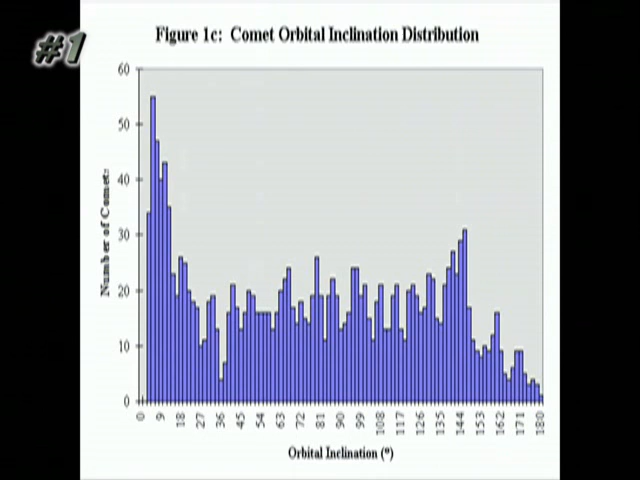 #1
Figure 1c: Comet Orbital Inclination Distribution
60
50
40
30
20
10
0
Number of Comets
0 9 18 27 36 45 54 63 72 81 90 99 108 117 126 135 144 153 162 171 180
Orbital Inclination (°)